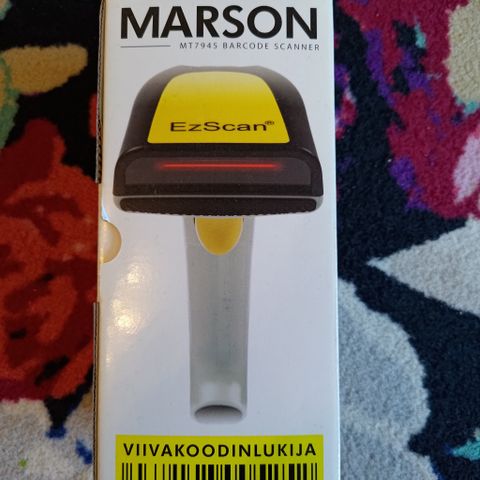 MARSON
MT7945 BARCODE SCANNER
EzScan®
VIIVAKOODINLUKIJA